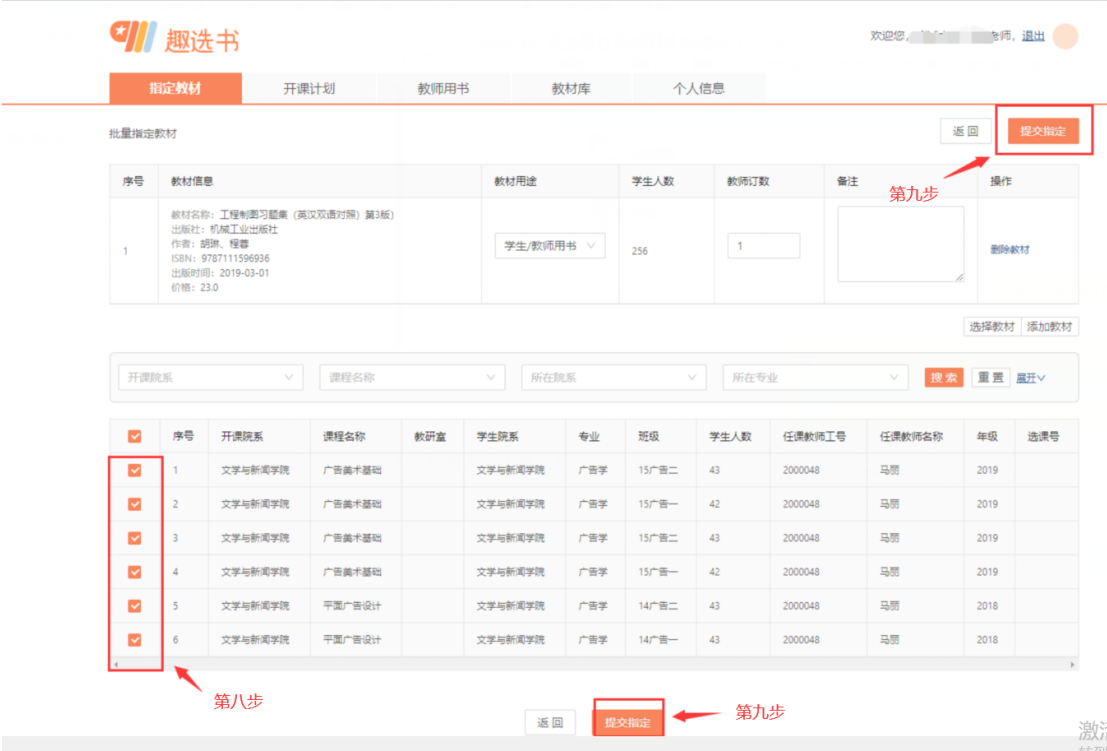 趣选书
欢迎您, 老师, 退出
指定教材 开课计划 教师用书 教材库 个人信息
批量指定教材
返回 提交指定
第九步
序号 教材信息 教材用途 学生人数 教师订数 备注 操作
教材名称: 工程制图习题集 (英汉双语对照) 第3版)
出版社: 机械工业出版社
作者: 胡琳、程蓉
1 ISBN: 9787111596936 学生/教师用书 256 1 删除教材
出版时间: 2019-03-01
价格: 23.0
选择教材 添加教材
开课院系 课程名称 所在院系 所在专业 搜索 重置 展开
序号 开课院系 课程名称 教研室 学生院系 专业 班级 学生人数 任课教师工号 任课教师名称 年级 选课号
1 文学与新闻学院 广告美术基础 文学与新闻学院 广告学 15广告二 43 2000048 马丽 2019
2 文学与新闻学院 广告美术基础 文学与新闻学院 广告学 15广告一 42 2000048 马丽 2019
3 文学与新闻学院 广告美术基础 文学与新闻学院 广告学 15广告二 43 2000048 马丽 2019
4 文学与新闻学院 广告美术基础 文学与新闻学院 广告学 15广告一 42 2000048 马丽 2019
5 文学与新闻学院 平面广告设计 文学与新闻学院 广告学 14广告二 43 2000048 马丽 2018
6 文学与新闻学院 平面广告设计 文学与新闻学院 广告学 14广告一 43 2000048 马丽 2018
第八步
返回 提交指定 第九步